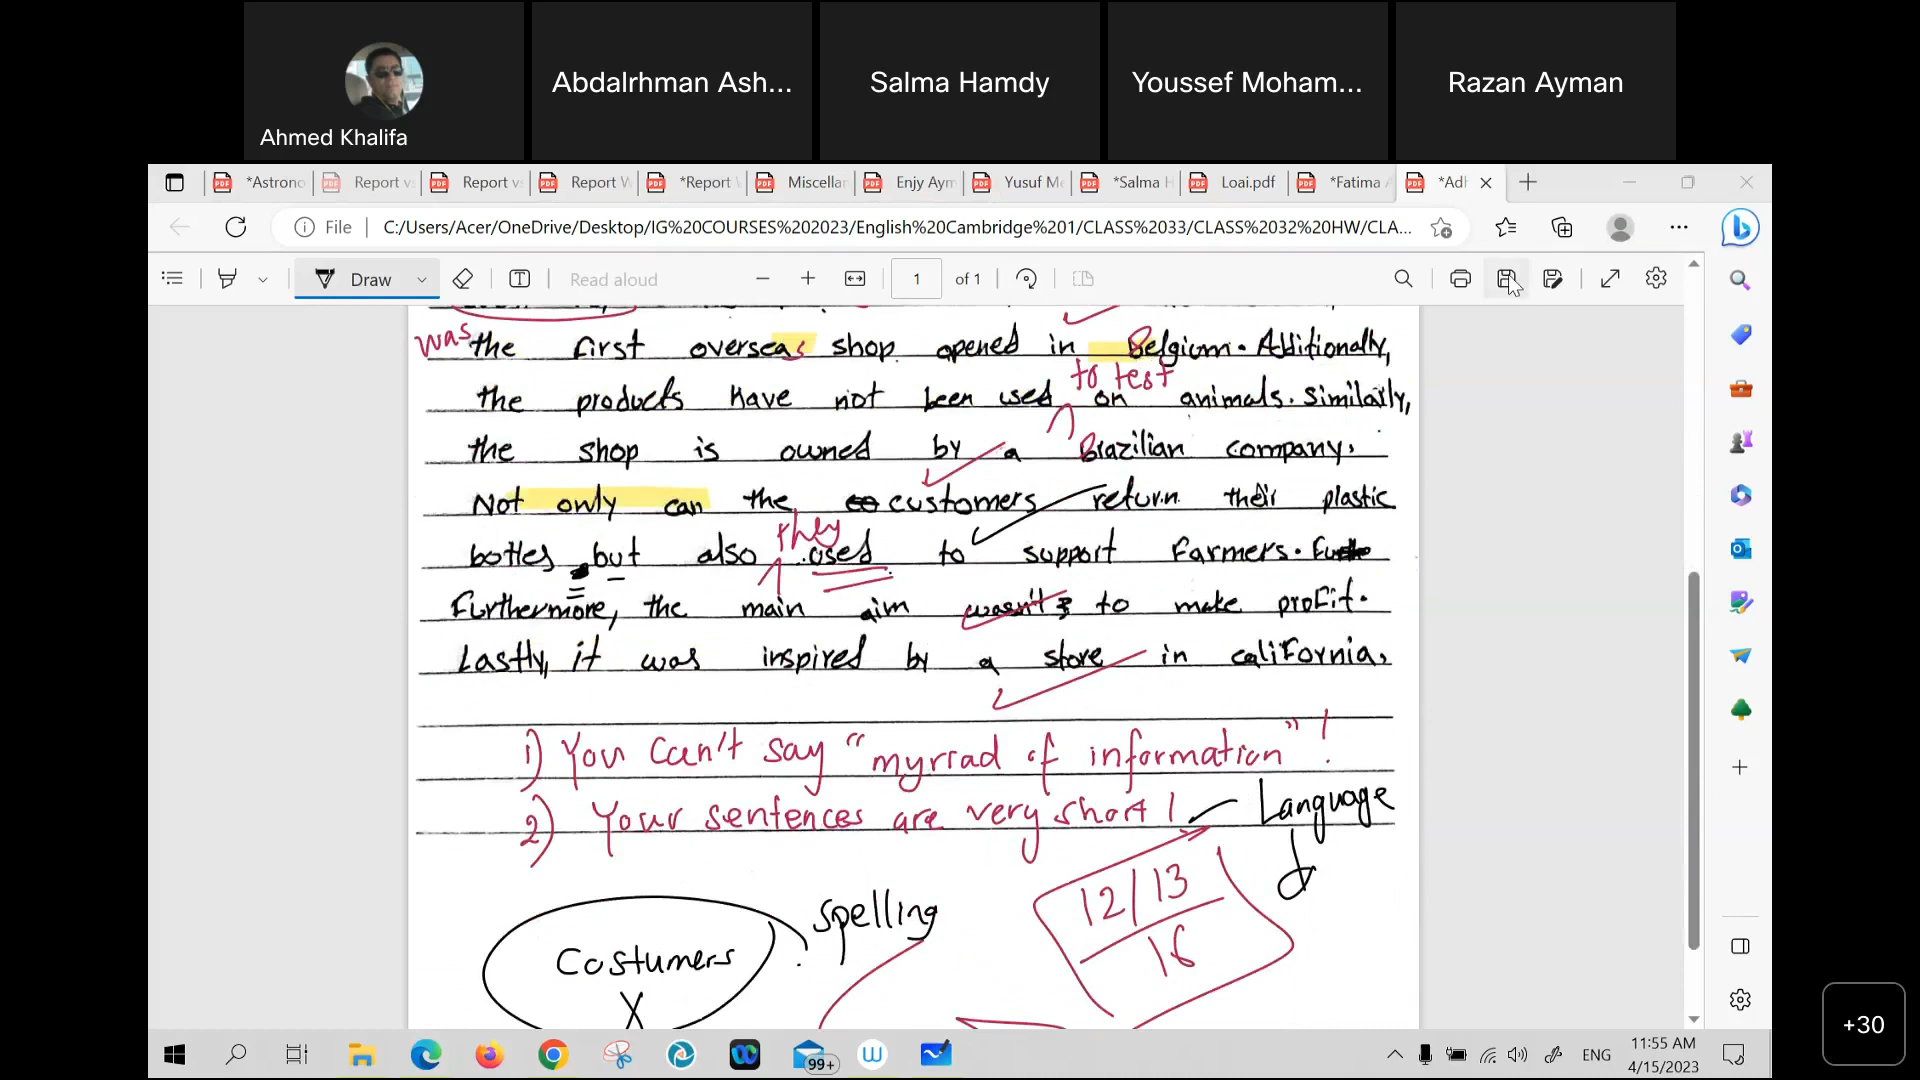 Abdalrhman Ash... Salma Hamdy Youssef Moham... Razan Ayman
Ahmed Khalifa
*Astrono Report v Report vs Report W *Report Miscella Enjy Aym Yusuf Me *Salma H Loai.pdf *Fatima *Adh
File C:/Users/Acer/OneDrive/Desktop/IG%20COURSES%202023/English%20Cambridge%201/CLASS%2033/CLASS%2032%20HW/CLA...
Draw Read aloud 1 of 1
was the first overseas shop opened in Belgium. Additionally,
to test
the products have not been used on animals. Similarly,
the shop is owned by a Brazilian company.
Not only can the customers return their plastic
they
bottles, but also used to support farmers.
Furthermore, the main aim wasn't to make profit.
Lastly, it was inspired by a store in california,
1) You can't say "myrrad of information"!
2) Your sentences are very short! Language
12/13
16
spelling
Costumers
X
+30
99+
ENG
11:55 AM
4/15/2023